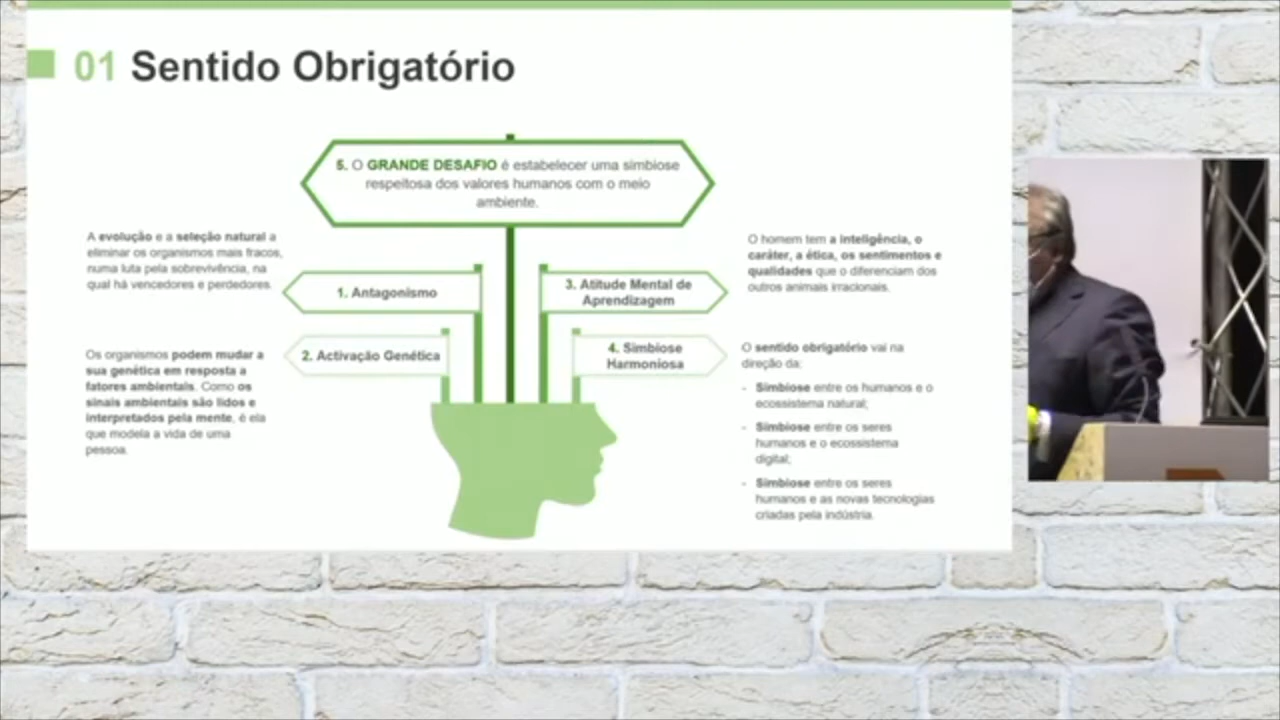 01 Sentido Obrigatório
5. O GRANDE DESAFIO é estabelecer uma simbiose
respeitosa dos valores humanos com o meio
ambiente.
A evolução e a seleção natural a
eliminar os organismos mais fracos,
numa luta pela sobrevivência, na
qual há vencedores e perdedores.
1. Antagonismo
3. Atitude Mental de
Aprendizagem
O homem tem a inteligência, o
caráter, a ética, os sentimentos e
qualidades que o diferenciam dos
outros animais irracionais.
Os organismos podem mudar a
sua genética em resposta a
fatores ambientais. Como os
sinais ambientais são lidos e
interpretados pela mente, é ela
que modela a vida de uma
pessoa.
2. Activação Genética
4. Simbiose
Harmoniosa
O sentido obrigatório vai na
direção da:
- Simbiose entre os humanos e o
ecossistema natural;
- Simbiose entre os seres
humanos e o ecossistema
digital;
- Simbiose entre os seres
humanos e as novas tecnologias
criadas pela indústria.